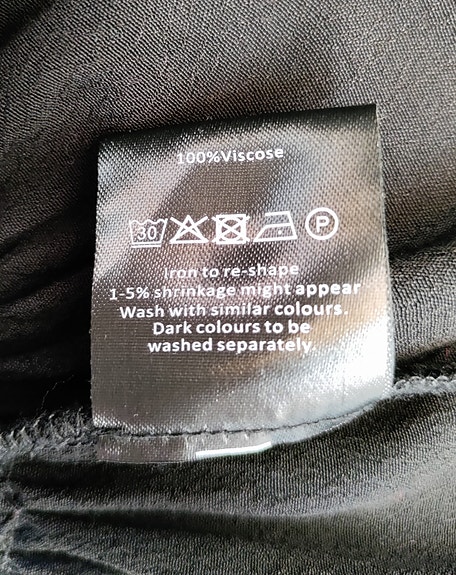 100%Viscose
30 P
Iron to re-shape
1-5% shrinkage might appear
Wash with similar colours.
Dark colours to be
washed separately.